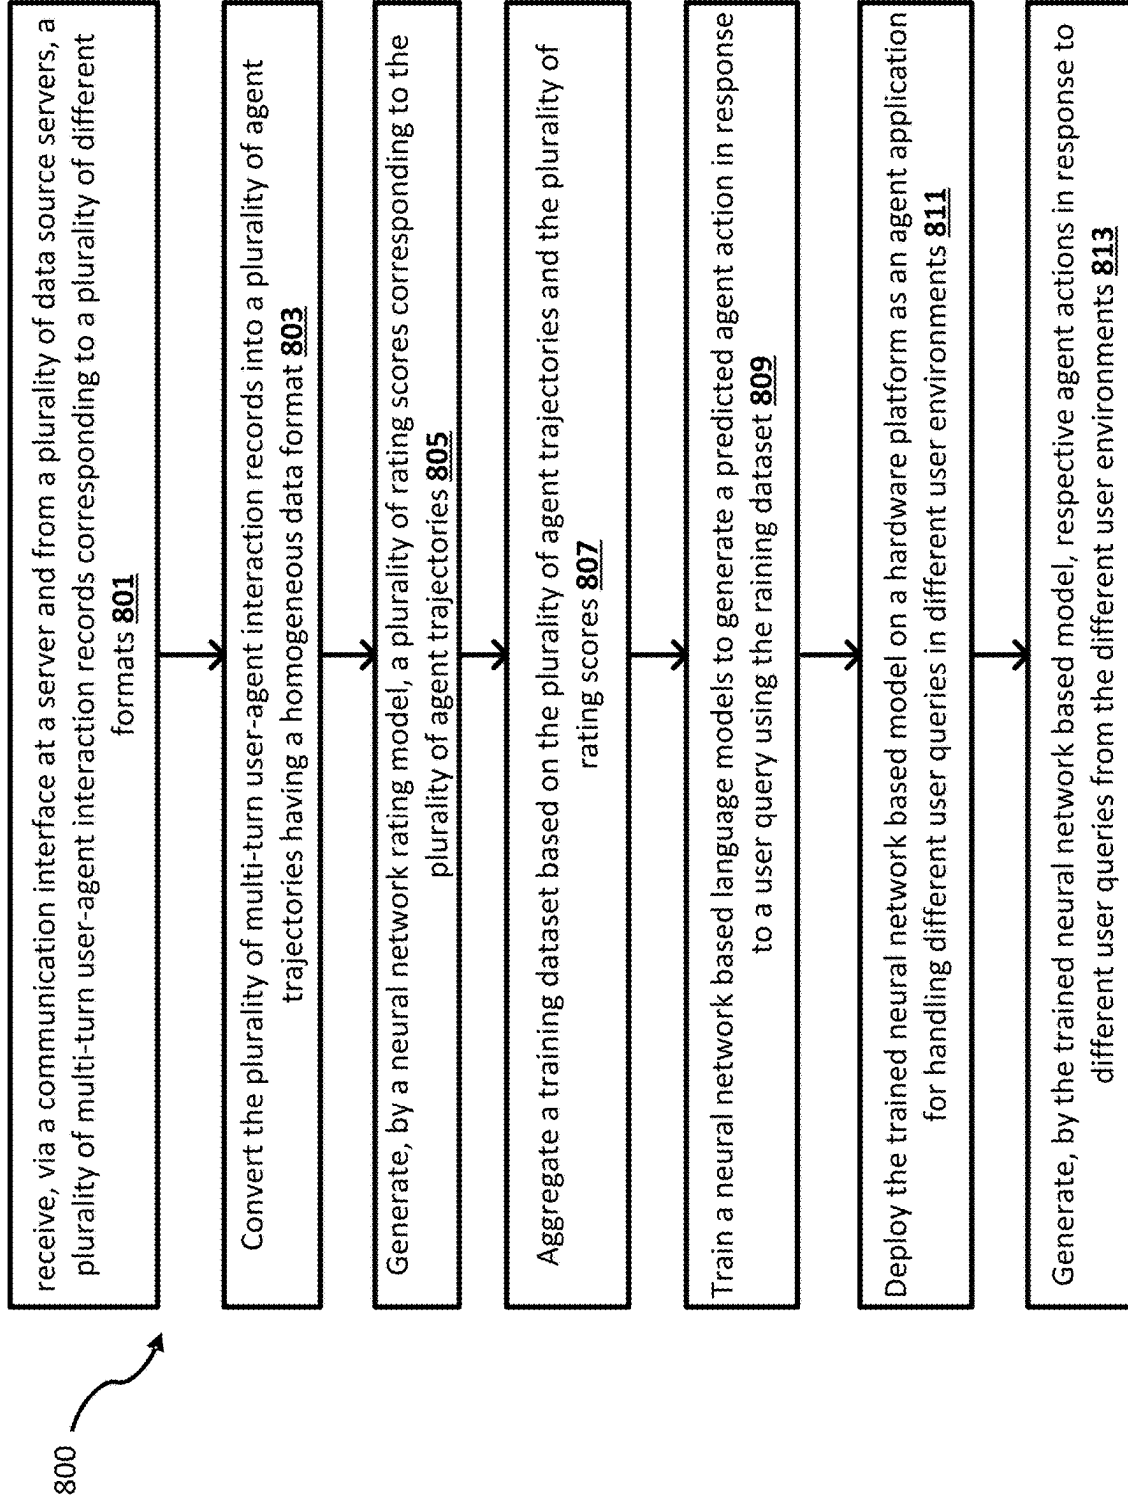 800
receive, via a communication interface at a server and from a plurality of data source servers, a
plurality of multi-turn user-agent interaction records corresponding to a plurality of different
formats 801
Convert the plurality of multi-turn user-agent interaction records into a plurality of agent
trajectories having a homogeneous data format 803
Generate, by a neural network rating model, a plurality of rating scores corresponding to the
plurality of agent trajectories 805
Aggregate a training dataset based on the plurality of agent trajectories and the plurality of
rating scores 807
Train a neural network based language models to generate a predicted agent action in response
to a user query using the raining dataset 809
Deploy the trained neural network based model on a hardware platform as an agent application
for handling different user queries in different user environments 811
Generate, by the trained neural network based model, respective agent actions in response to
different user queries from the different user environments 813